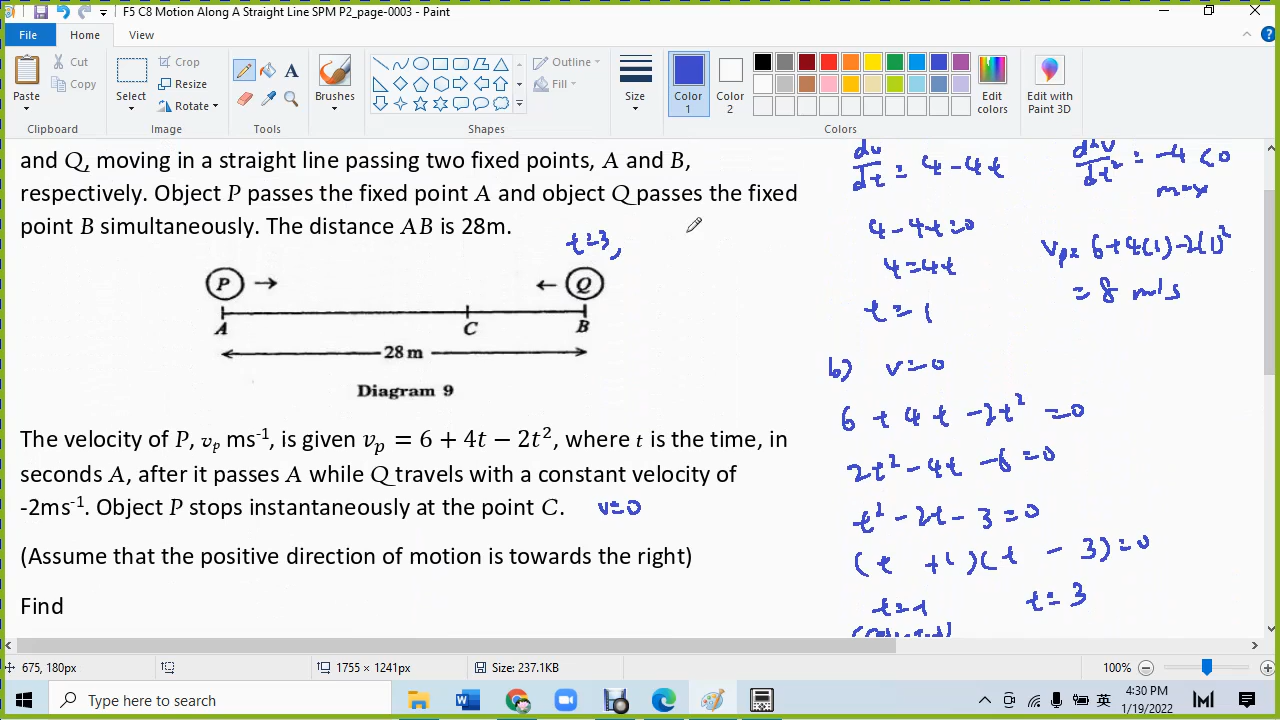 F5 C8 Motion Along A Straight Line SPM P2_page-0003 - Paint
File Home View
Paste Cut Copy Select Crop Resize Rotate Brushes Outline Fill Size Color 1 Color 2 Edit colors Edit with Paint 3D
Clipboard Image Tools Shapes Colors
and Q, moving in a straight line passing two fixed points, A and B,
respectively. Object P passes the fixed point A and object Q passes the fixed
point B simultaneously. The distance AB is 28m.
t=3,
P → ← Q
A C B
28 m
Diagram 9
The velocity of P, vₚ ms⁻¹, is given vₚ = 6 + 4t − 2t², where t is the time, in
seconds A, after it passes A while Q travels with a constant velocity of
-2ms⁻¹. Object P stops instantaneously at the point C. v=0
(Assume that the positive direction of motion is towards the right)
Find
dv/dt = 4-4t
4-4t=0
4=4t
t=1
d²v/dt² = -4 <0
max
vₚ= 6+4(1)-2(1)²
= 8 m/s
b) v=0
6 + 4t -2t² =0
2t²-4t -6=0
t²-2t-3=0
(t +1)(t - 3)=0
t=-1 t=3
675, 180px 1755 × 1241px Size: 237.1KB 100%
Type here to search 英 4:30 PM
1/19/2022